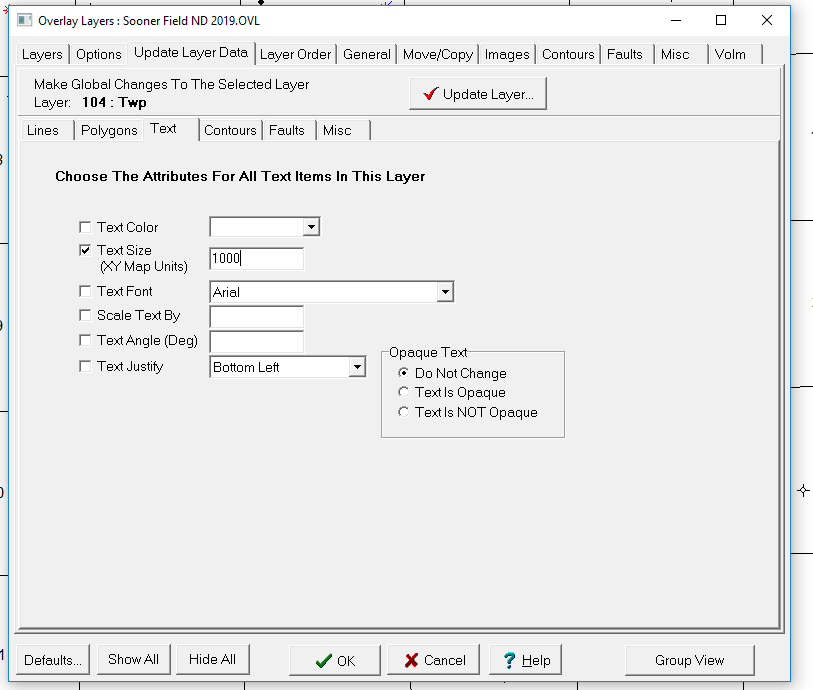 Overlay Layers : Sooner Field ND 2019.OVL
Layers Options Update Layer Data Layer Order General Move/Copy Images Contours Faults Misc Volm
Make Global Changes To The Selected Layer
Layer: 104 : Twp
Update Layer...
Lines Polygons Text Contours Faults Misc
Choose The Attributes For All Text Items In This Layer
Text Color
Text Size
(XY Map Units)
1000
Text Font Arial
Scale Text By
Text Angle (Deg)
Text Justify Bottom Left
Opaque Text
Do Not Change
Text Is Opaque
Text Is NOT Opaque
Defaults... Show All Hide All OK Cancel ? Help Group View